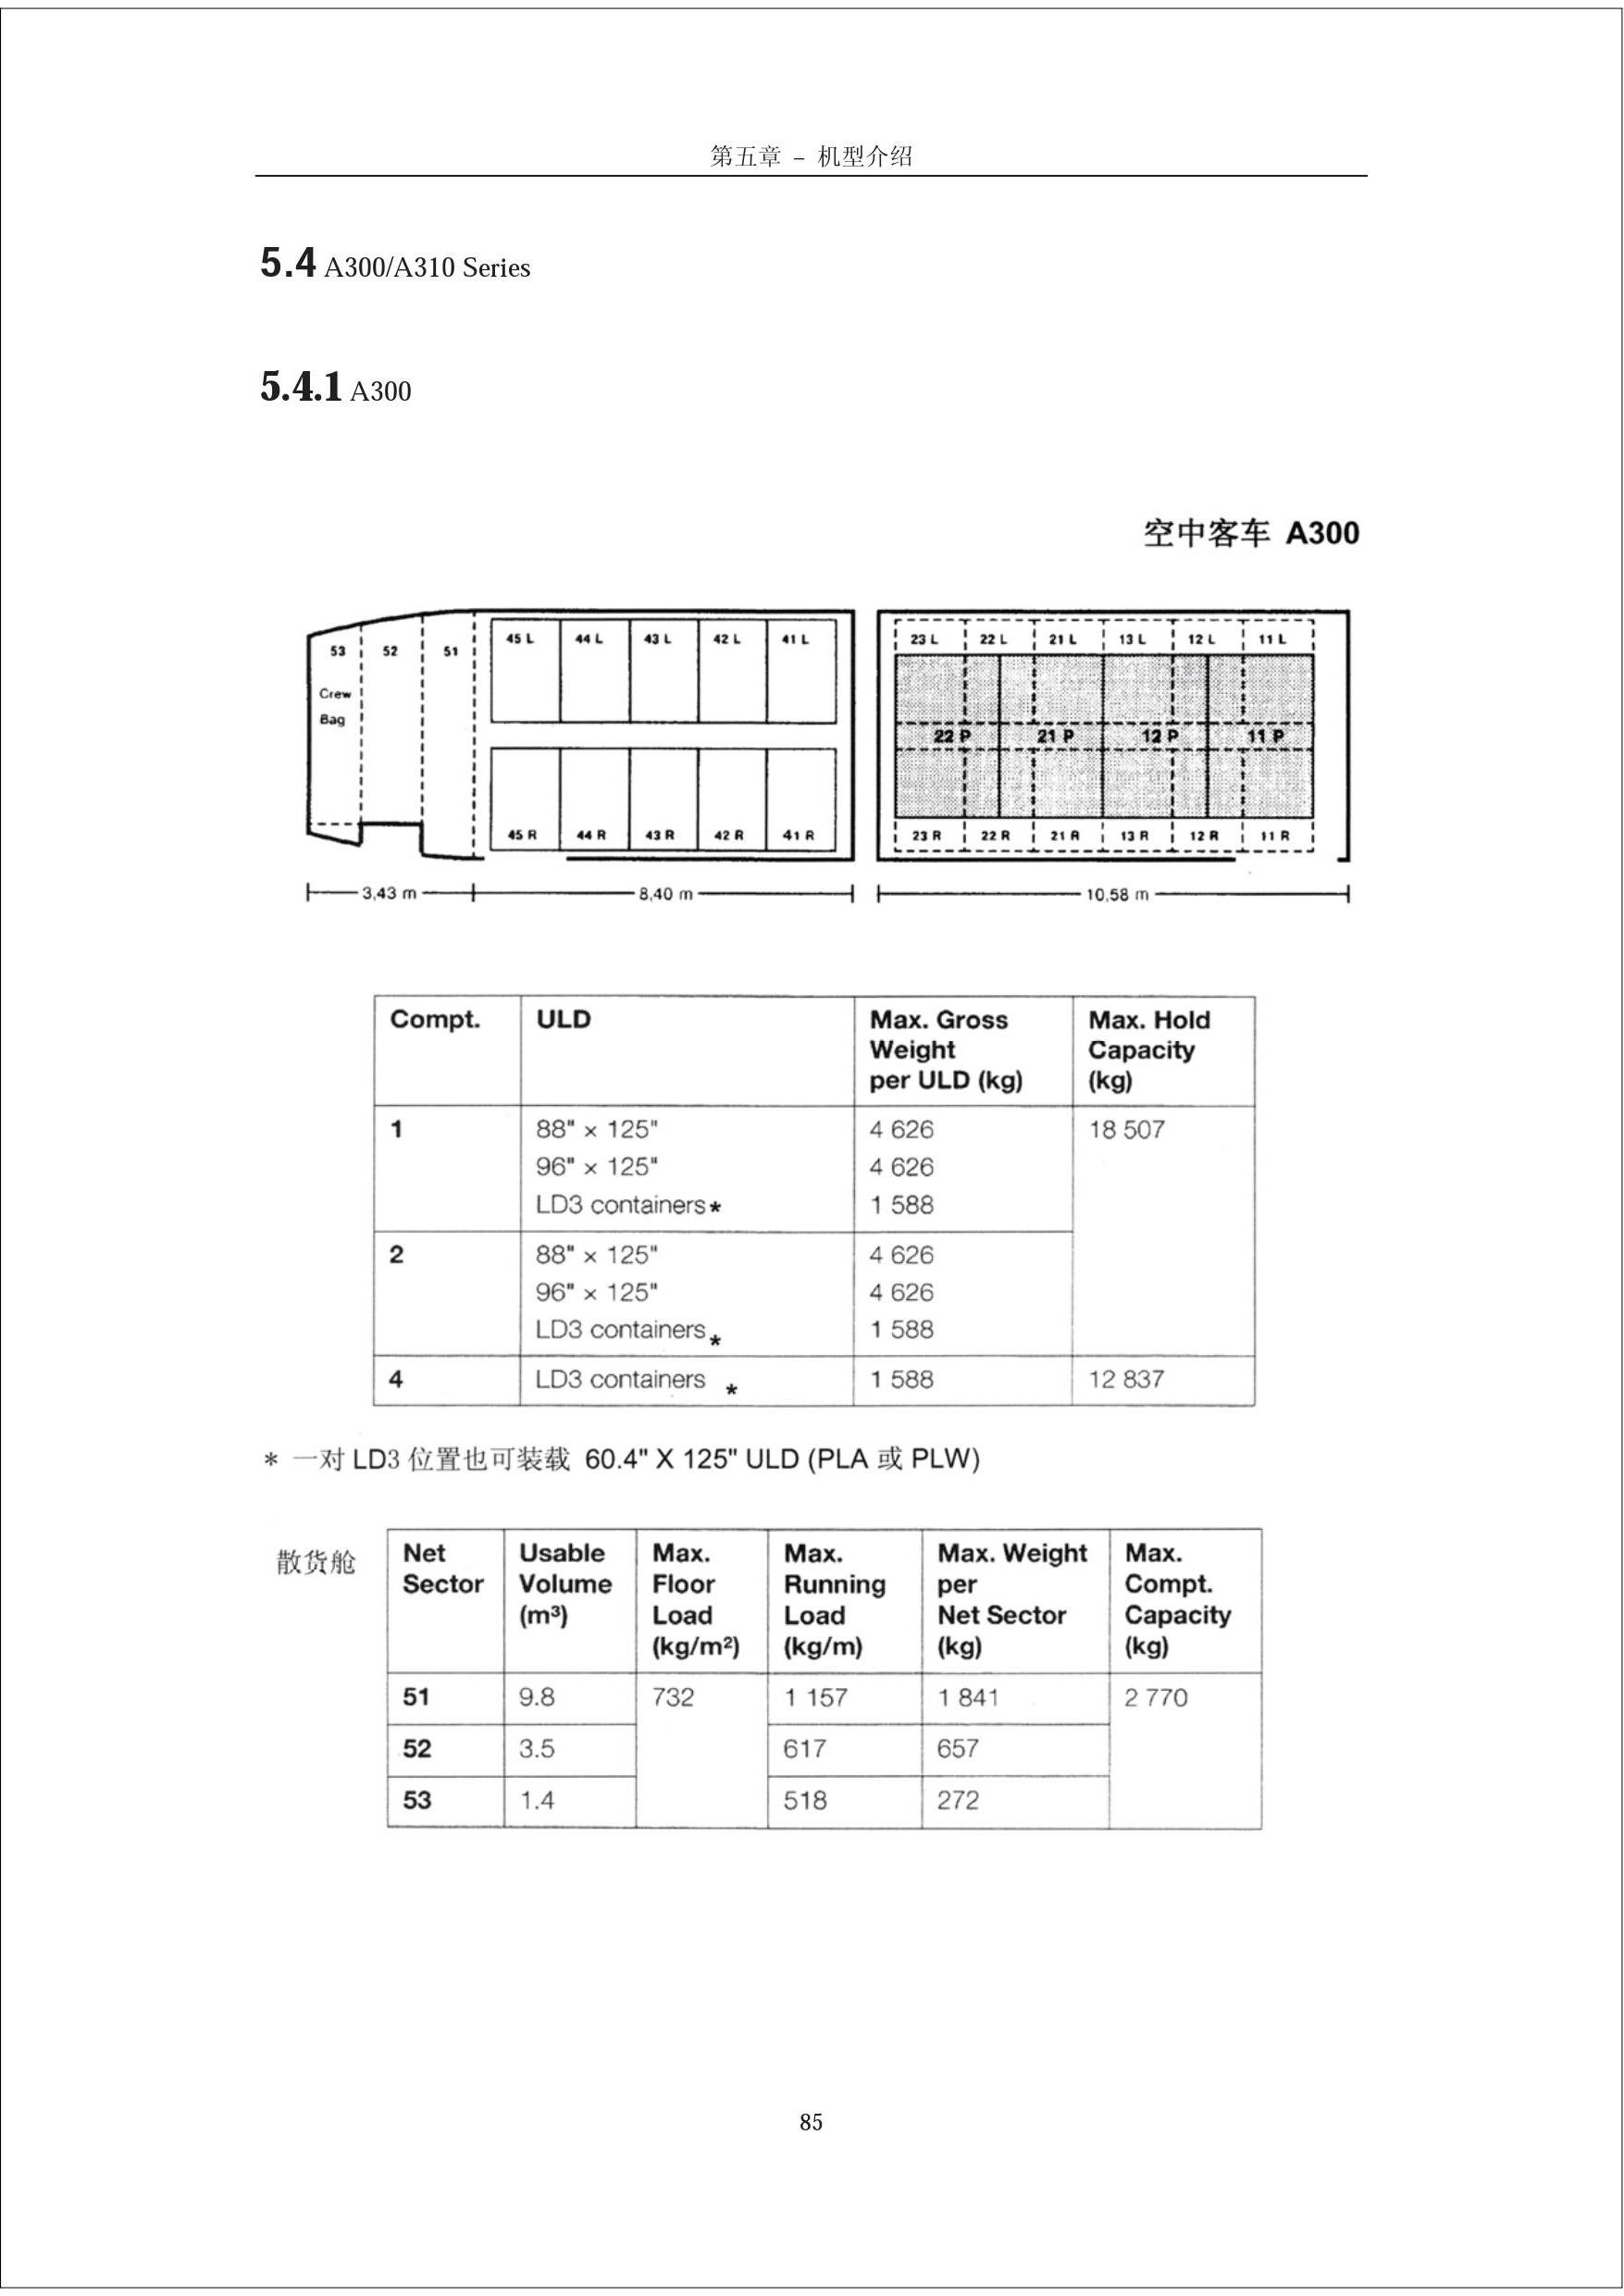 第五章 – 机型介绍
5.4 A300/A310 Series
5.4.1 A300
空中客车 A300
53 52 51 45 L 44 L 43 L 42 L 41 L 23 L 22 L 21 L 13 L 12 L 11 L
Crew
Bag
22 P 21 P 12 P 11 P
45 R 44 R 43 R 42 R 41 R 23 R 22 R 21 R 13 R 12 R 11 R
3,43 m 8,40 m 10,58 m
Compt. ULD Max. Gross Max. Hold
Weight Capacity
per ULD (kg) (kg)
1 88" × 125" 4 626 18 507
96" × 125" 4 626
LD3 containers* 1 588
2 88" × 125" 4 626
96" × 125" 4 626
LD3 containers* 1 588
4 LD3 containers * 1 588 12 837
* 一对 LD3 位置也可装载 60.4" X 125" ULD (PLA 或 PLW)
散货舱
Net Usable Max. Max. Max. Weight Max.
Sector Volume Floor Running per Compt.
(m³) Load Load Net Sector Capacity
(kg/m²) (kg/m) (kg) (kg)
51 9.8 732 1 157 1 841 2 770
52 3.5 617 657
53 1.4 518 272
85